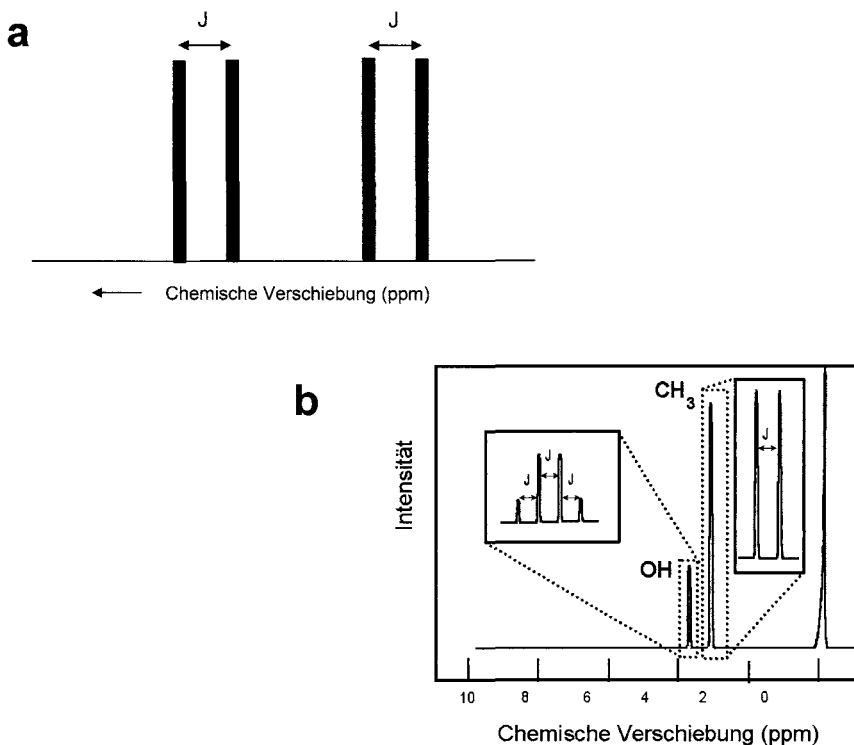 J J
a
Chemische Verschiebung (ppm)
b
CH3
J
J
J J
OH
Intensität
10 8 6 4 2 0
Chemische Verschiebung (ppm)